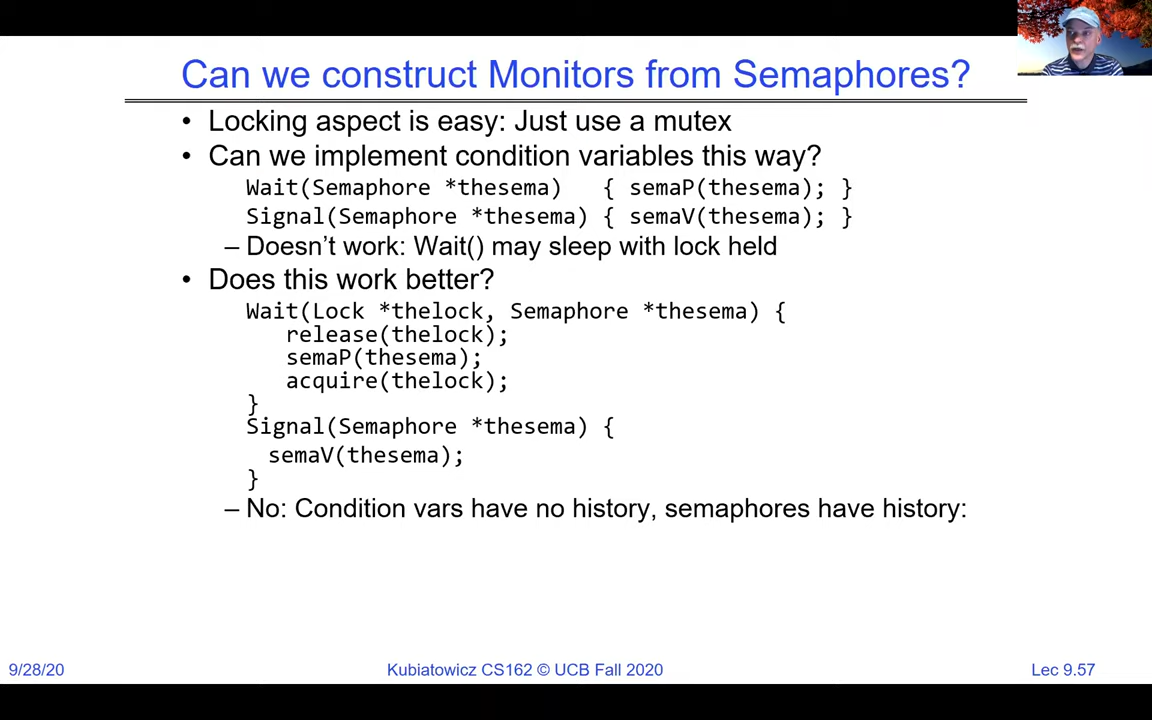 Can we construct Monitors from Semaphores?
• Locking aspect is easy: Just use a mutex
• Can we implement condition variables this way?
Wait(Semaphore *thesema) { semaP(thesema); }
Signal(Semaphore *thesema) { semaV(thesema); }
– Doesn't work: Wait() may sleep with lock held
• Does this work better?
Wait(Lock *thelock, Semaphore *thesema) {
release(thelock);
semaP(thesema);
acquire(thelock);
}
Signal(Semaphore *thesema) {
semaV(thesema);
}
– No: Condition vars have no history, semaphores have history:
9/28/20
Kubiatowicz CS162 © UCB Fall 2020
Lec 9.57